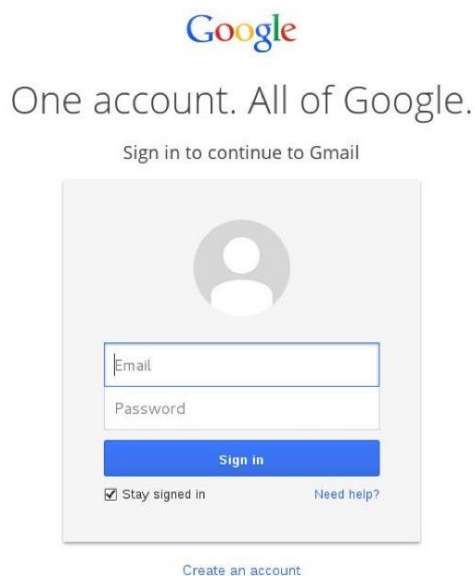 Google
One account. All of Google.
Sign in to continue to Gmail
Email
Password
Sign in
Stay signed in Need help?
Create an account